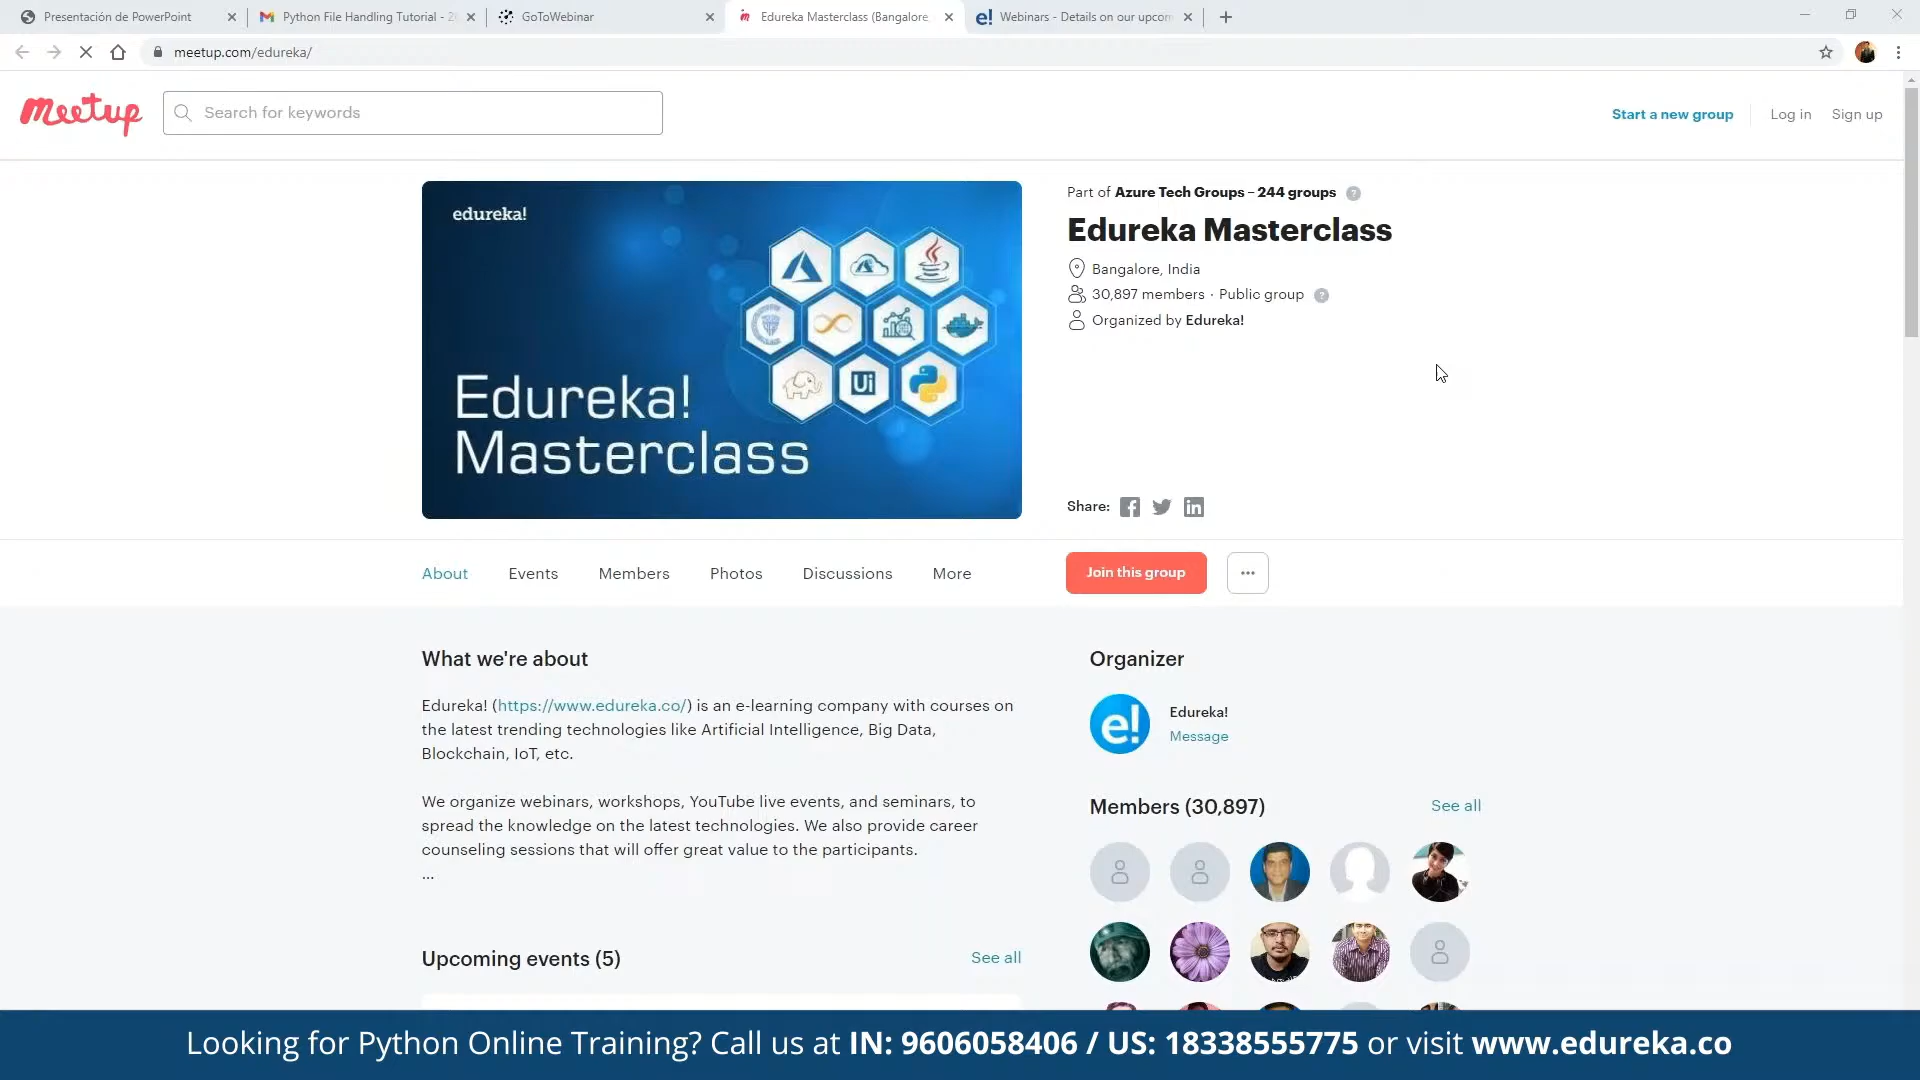 Presentación de PowerPoint
Python File Handling Tutorial - 2
GoToWebinar
Edureka Masterclass (Bangalore,
Webinars - Details on our upcom
meetup.com/edureka/
meetup
Search for keywords
Start a new group
Log in
Sign up
edureka!
Edureka!
Masterclass
Ui
Part of Azure Tech Groups – 244 groups ?
Edureka Masterclass
Bangalore, India
30,897 members · Public group ?
Organized by Edureka!
Share:
About
Events
Members
Photos
Discussions
More
Join this group
What we're about
Edureka! (https://www.edureka.co/) is an e-learning company with courses on
the latest trending technologies like Artificial Intelligence, Big Data,
Blockchain, IoT, etc.
We organize webinars, workshops, YouTube live events, and seminars, to
spread the knowledge on the latest technologies. We also provide career
counseling sessions that will offer great value to the participants.
...
Upcoming events (5)
See all
Organizer
e!
Edureka!
Message
Members (30,897)
See all
Looking for Python Online Training? Call us at IN: 9606058406 / US: 18338555775 or visit www.edureka.co